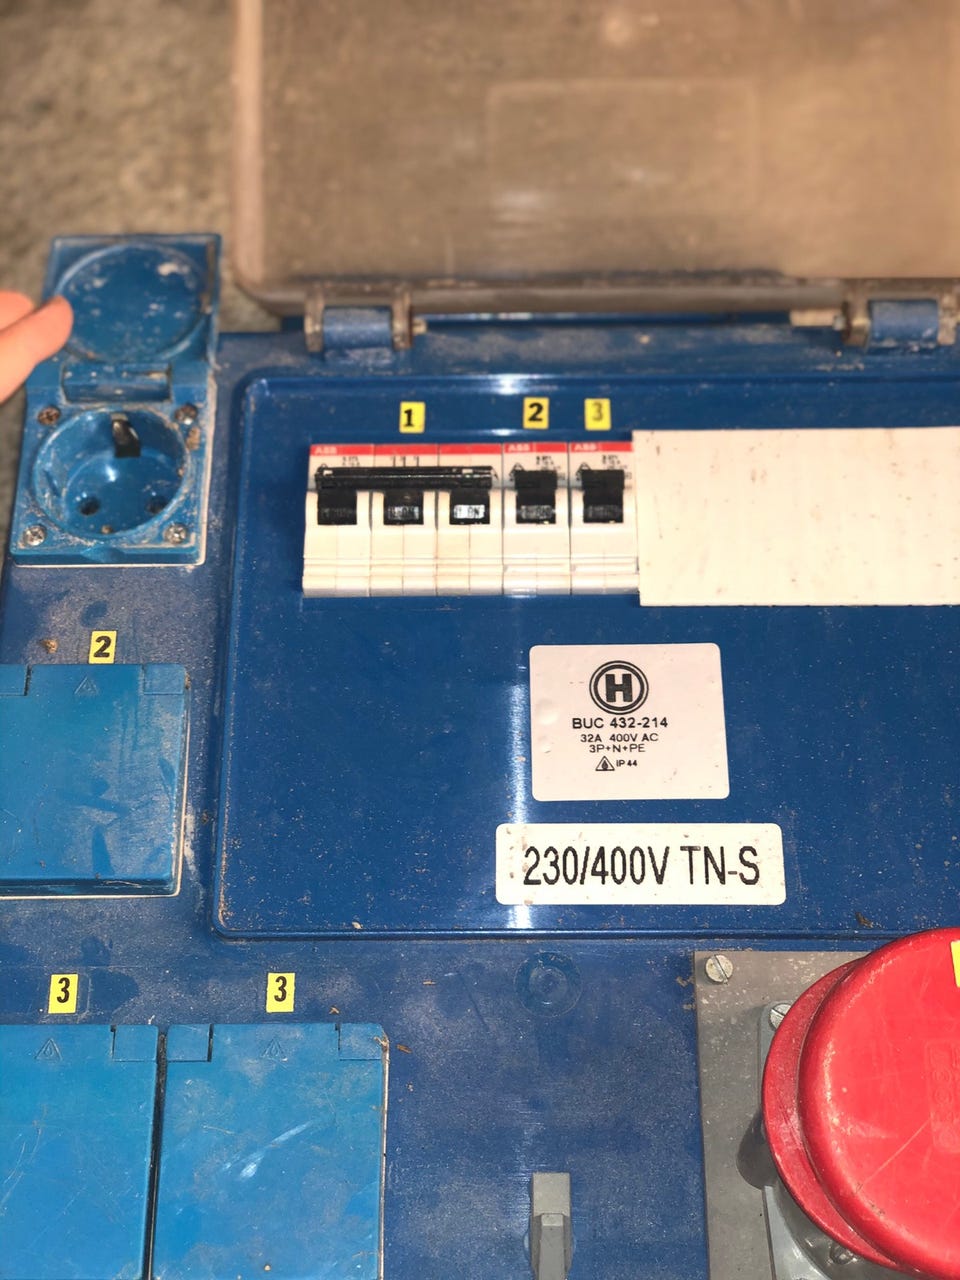 1
2
3
ABB
ABB
ABB
ON
2
H
BUC 432-214
32A 400V AC
3P+N+PE
IP 44
230/400V TN-S
3
3